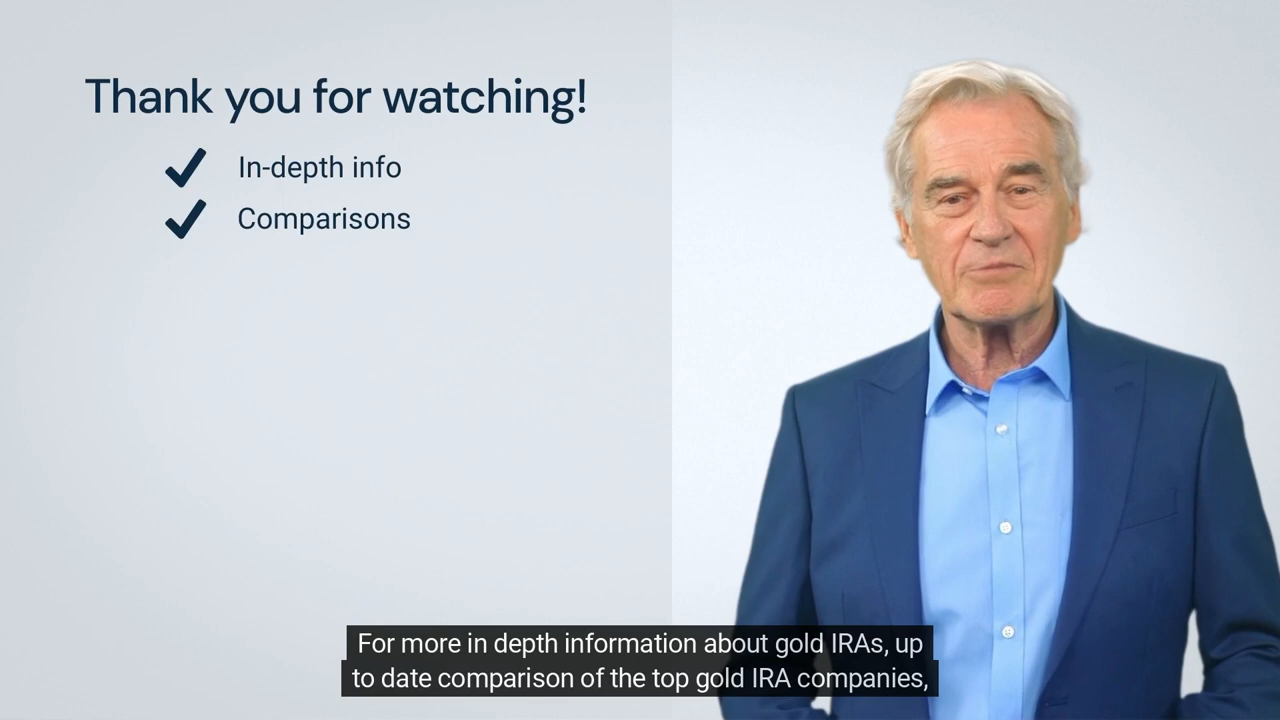 Thank you for watching!
In-depth info
Comparisons
For more in depth information about gold IRAs, up
to date comparison of the top gold IRA companies,